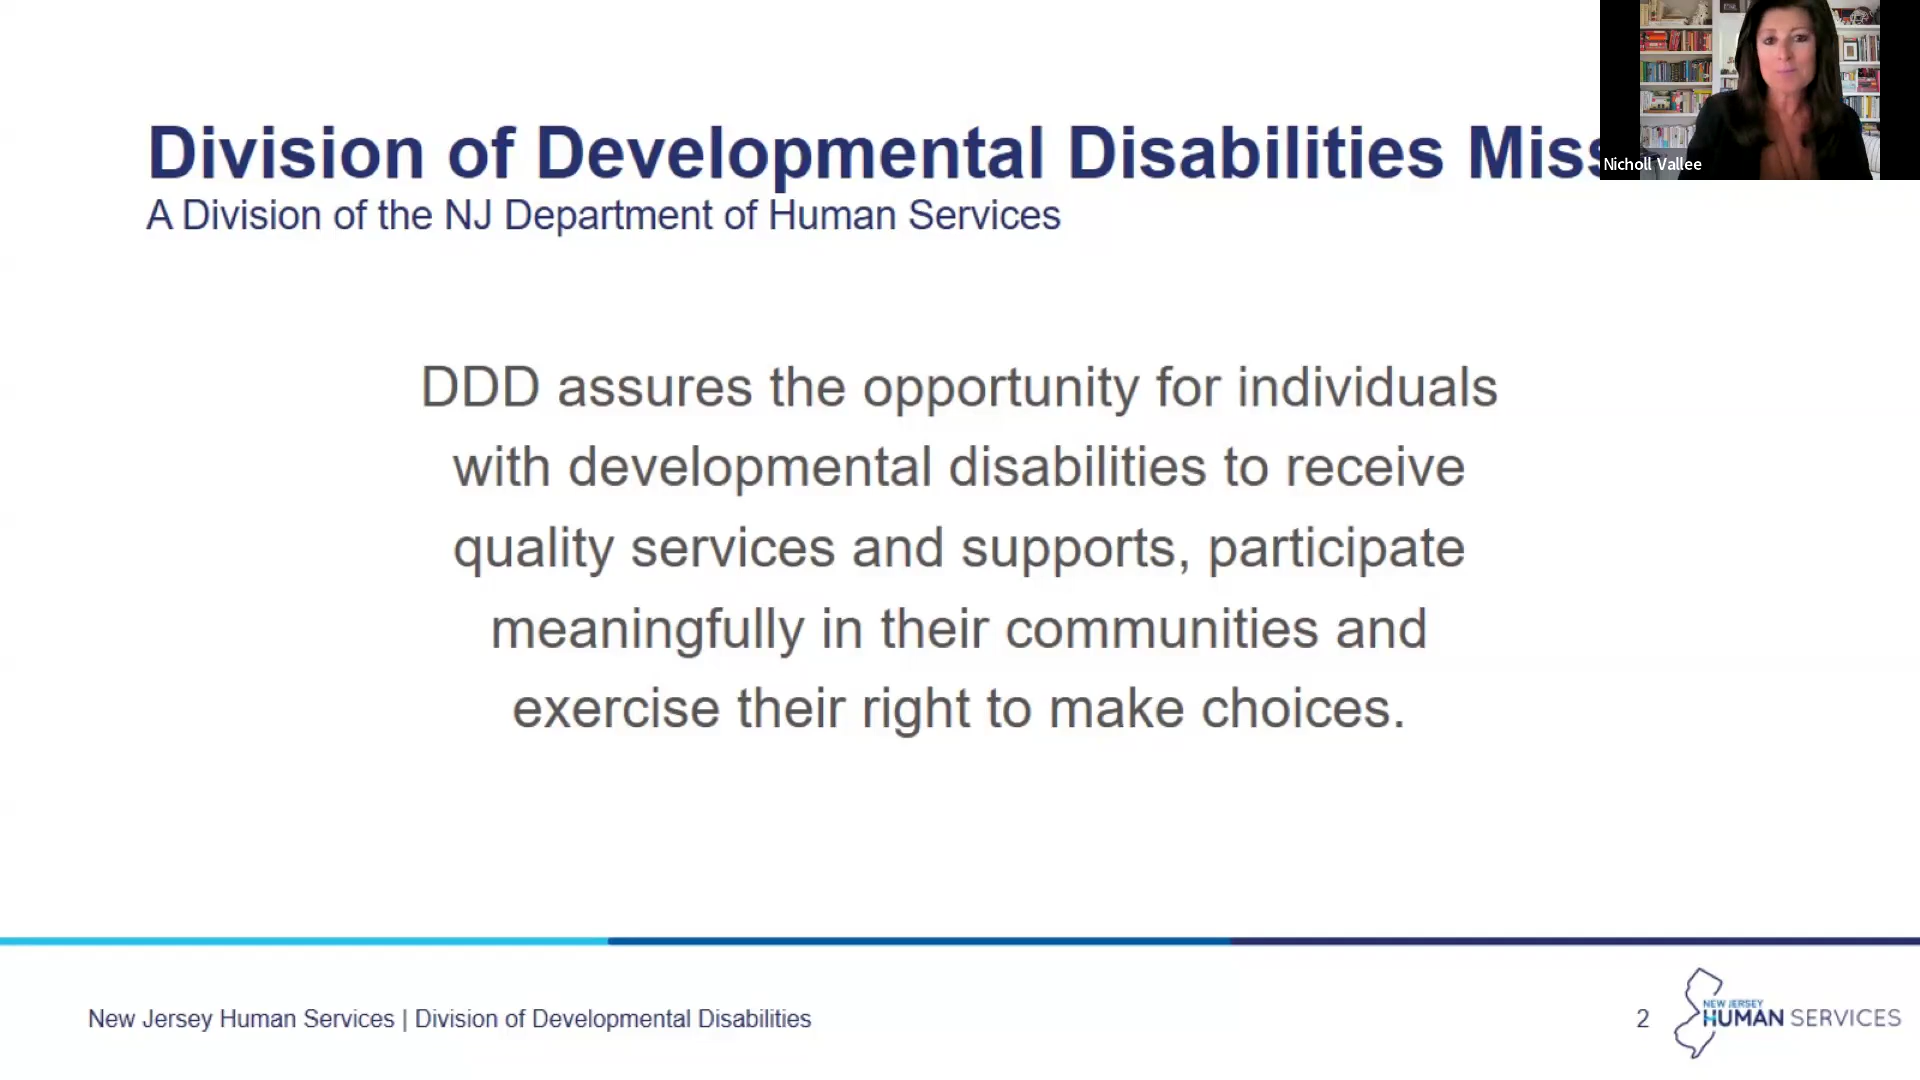 Division of Developmental Disabilities
A Division of the NJ Department of Human Services
Nicholl Vallee
DDD assures the opportunity for individuals
with developmental disabilities to receive
quality services and supports, participate
meaningfully in their communities and
exercise their right to make choices.
New Jersey Human Services | Division of Developmental Disabilities
2
NEW JERSEY
HUMAN SERVICES